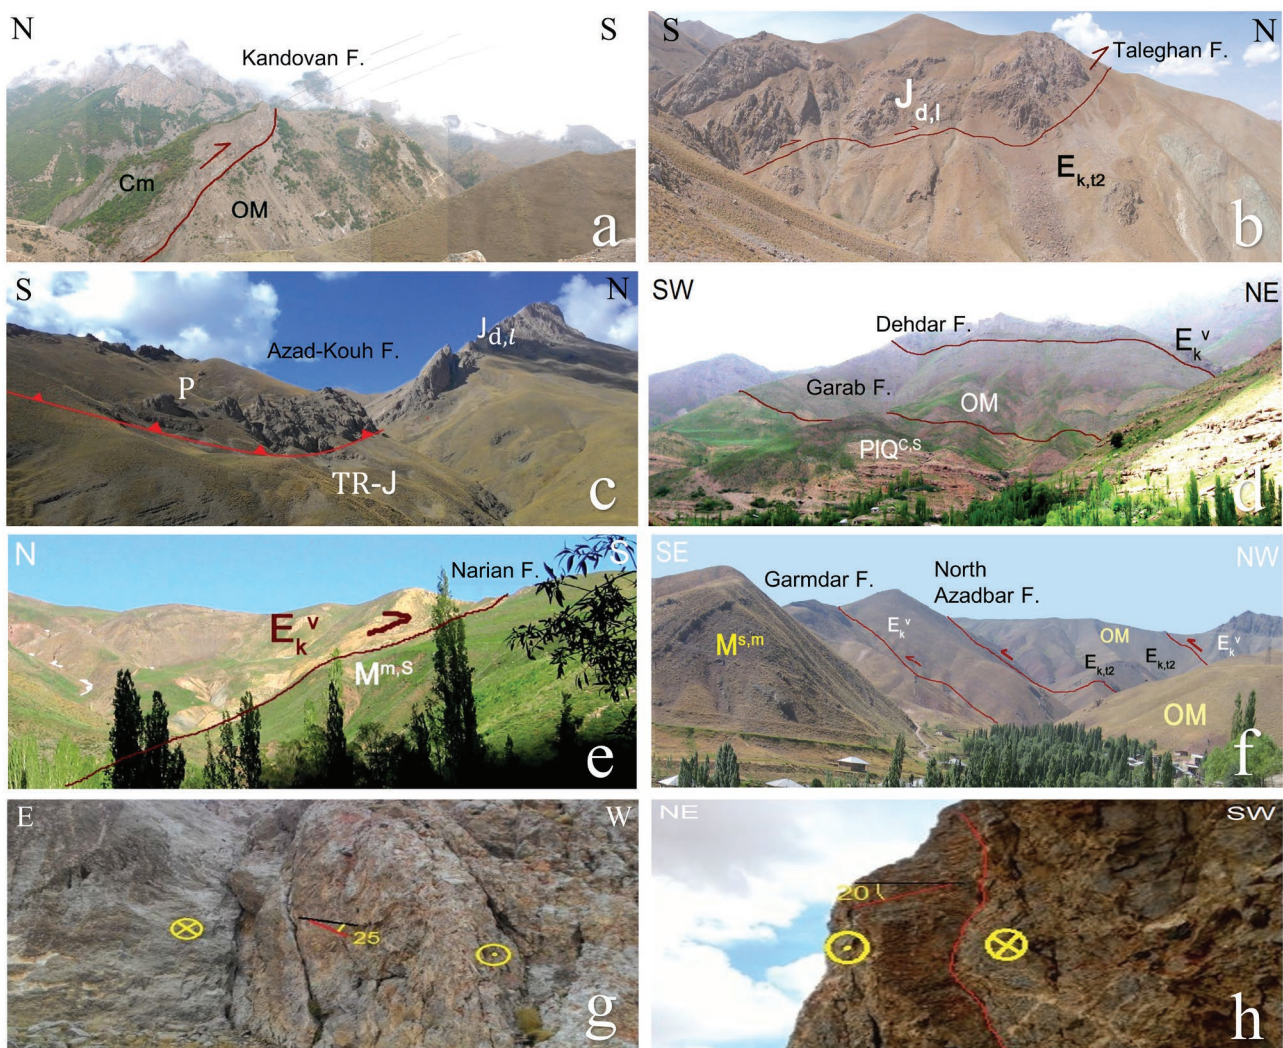 N
S
Kandovan F.
Cm
OM
a
S
N
Taleghan F.
Jd,l
Ek,t2
b
S
N
Jd,l
Azad-Kouh F.
P
TR-J
c
SW
NE
Dehdar F.
Ekv
Garab F.
OM
PlQC,S
d
N
S
Narian F.
Ekv
Mm,S
e
SE
NW
Garmdar F.
North
Azadbar F.
Ms,m
Ekv
OM
Ek,t2
Ek,t2
Ekv
OM
f
E
W
25
g
NE
SW
20
h